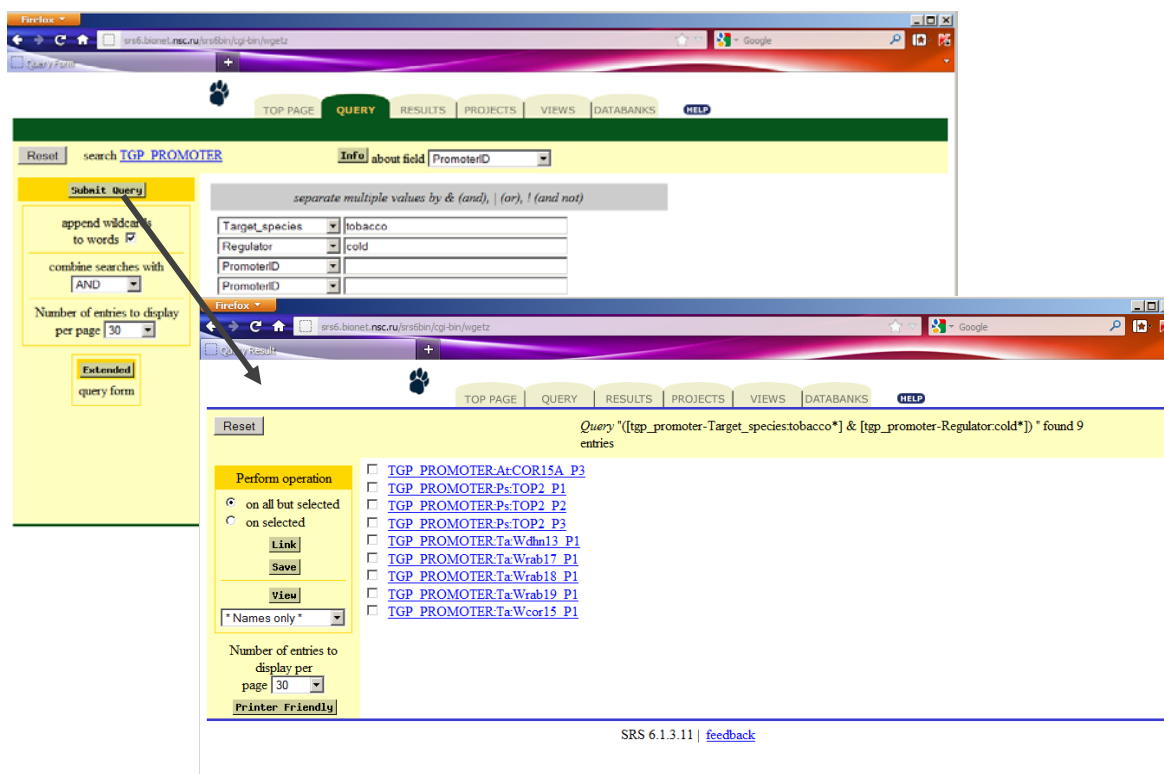 Firefox
srs6.bionet.nsc.ru/srs6bin/cgi-bin/wgetz
Google
Query Form
TOP PAGE QUERY RESULTS PROJECTS VIEWS DATABANKS HELP
Reset search TGP_PROMOTER Info about field PromoterID
Submit Query
separate multiple values by & (and), | (or), ! (and not)
append wildcards
to words
Target_species tobacco
Regulator cold
PromoterID
PromoterID
combine searches with
AND
Number of entries to display
per page 30
Extended
query form
Firefox
srs6.bionet.nsc.ru/srs6bin/cgi-bin/wgetz
Google
Query Result
TOP PAGE QUERY RESULTS PROJECTS VIEWS DATABANKS HELP
Reset
Query "([tgp_promoter-Target_species:tobacco*] & [tgp_promoter-Regulator:cold*]) " found 9
entries
Perform operation
on all but selected
on selected
Link
Save
View
* Names only *
Number of entries to
display per
page 30
Printer Friendly
TGP_PROMOTER:At:COR15A_P3
TGP_PROMOTER:Ps:TOP2_P1
TGP_PROMOTER:Ps:TOP2_P2
TGP_PROMOTER:Ps:TOP2_P3
TGP_PROMOTER:Ta:Wdhn13_P1
TGP_PROMOTER:Ta:Wrab17_P1
TGP_PROMOTER:Ta:Wrab18_P1
TGP_PROMOTER:Ta:Wrab19_P1
TGP_PROMOTER:Ta:Wcor15_P1
SRS 6.1.3.11 | feedback